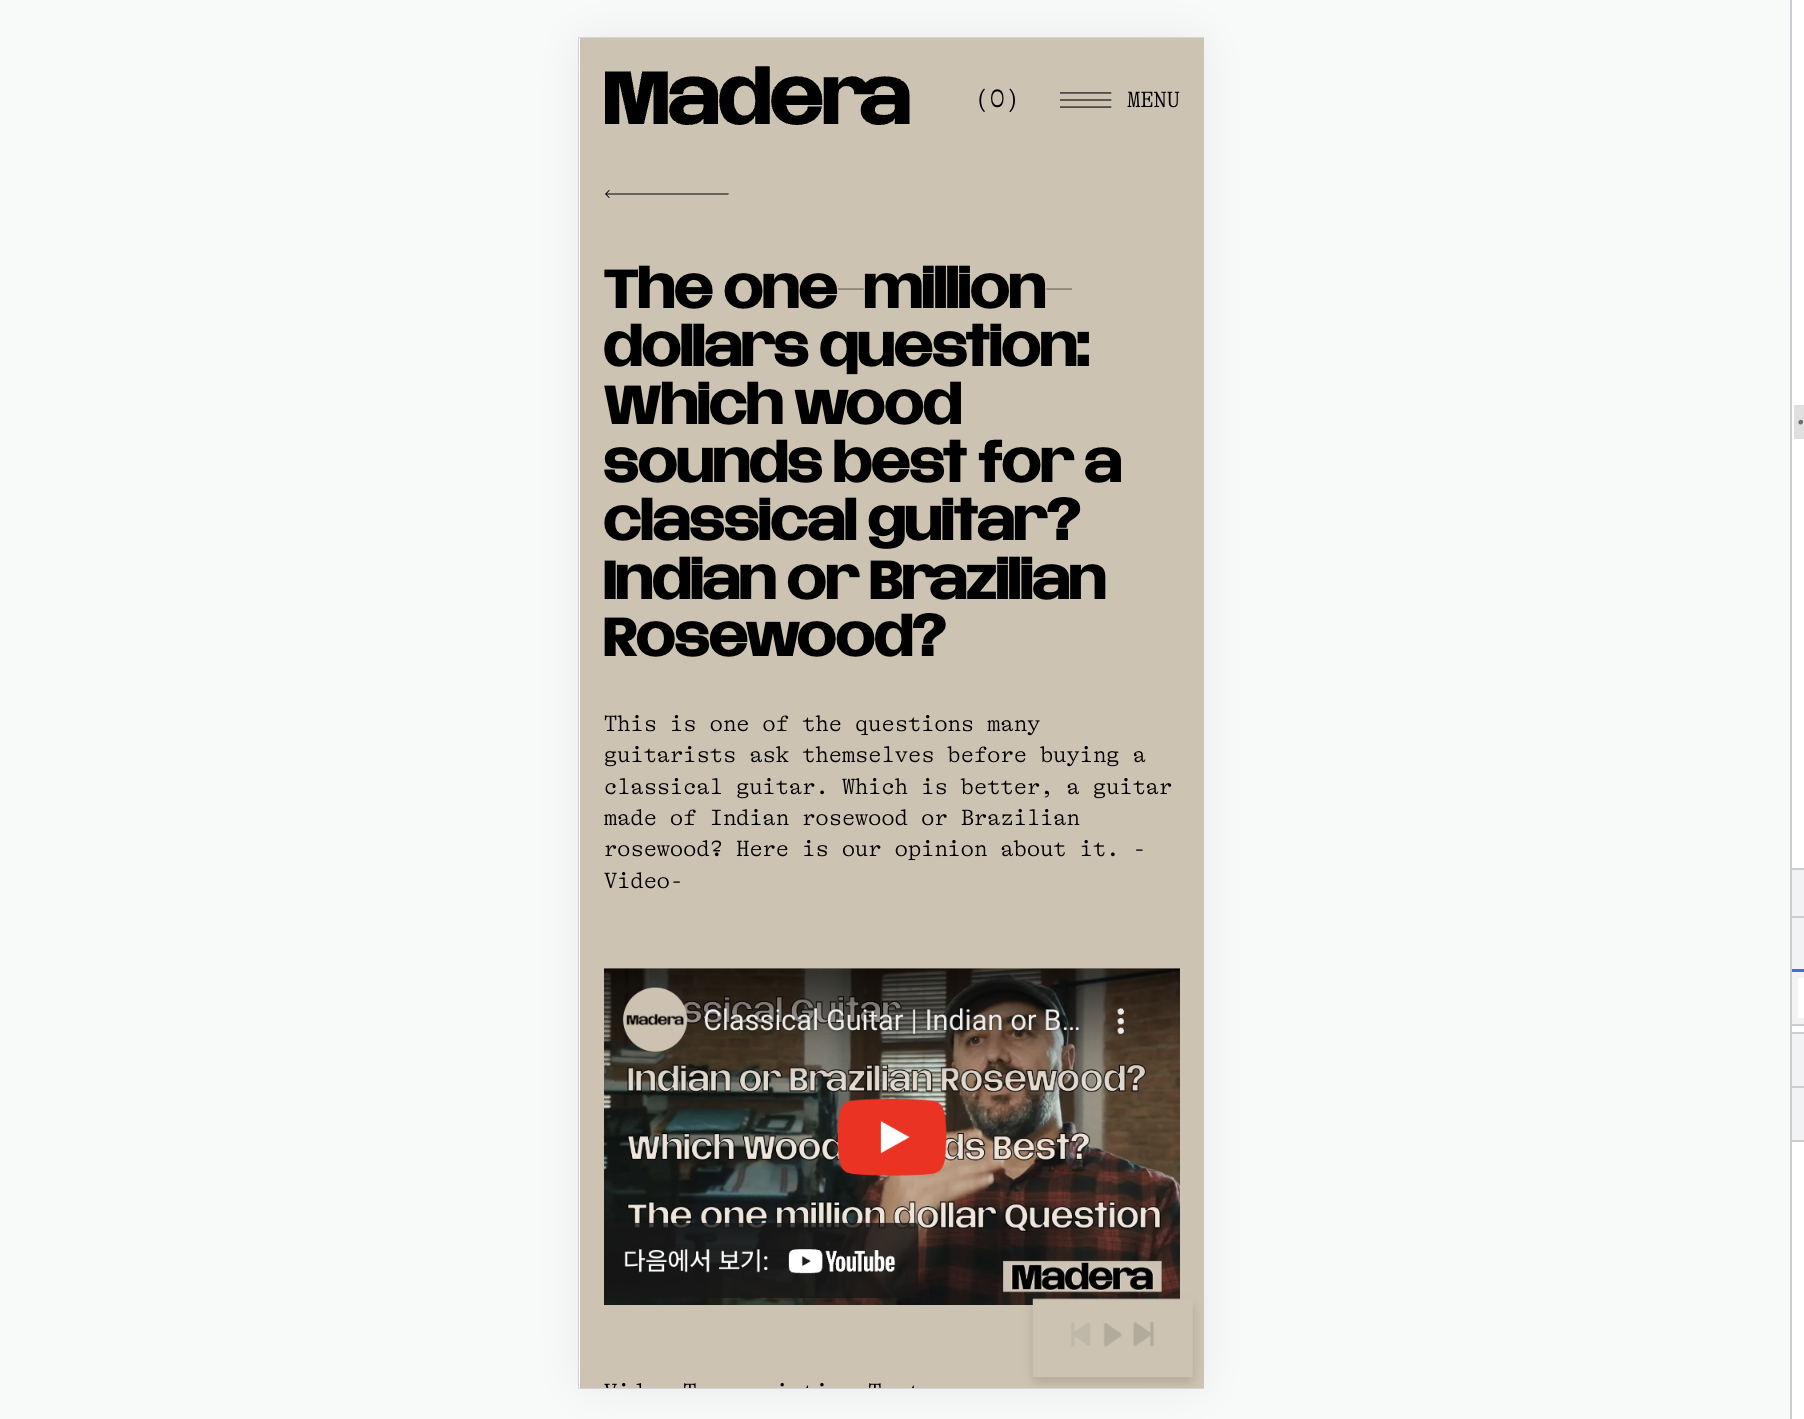 Madera
(0)
MENU
The one-million-
dollars question:
Which wood
sounds best for a
classical guitar?
Indian or Brazilian
Rosewood?
This is one of the questions many
guitarists ask themselves before buying a
classical guitar. Which is better, a guitar
made of Indian rosewood or Brazilian
rosewood? Here is our opinion about it. -
Video-
ssical Guitar
Madera
Classical Guitar | Indian or B...
Indian or Brazilian Rosewood?
Which Wood ds Best?
The one million dollar Question
다음에서 보기: YouTube
Madera